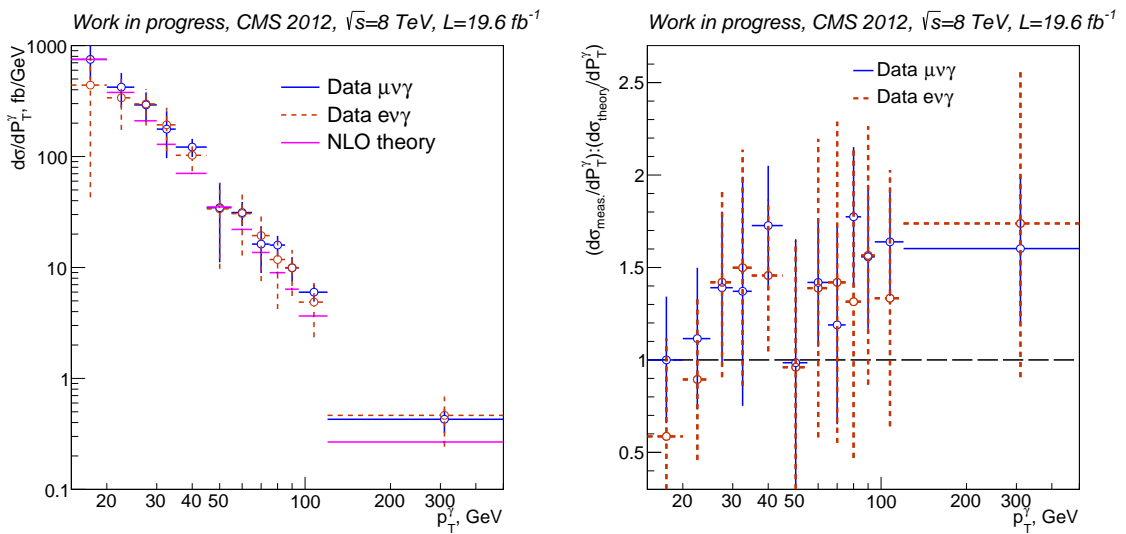 Work in progress, CMS 2012, √s=8 TeV, L=19.6 fb⁻¹
dσ/dP_T^γ, fb/GeV
1000
100
10
1
0.1
Data μνγ
Data eνγ
NLO theory
20 30 40 50 100 200 300
p_T^γ, GeV
Work in progress, CMS 2012, √s=8 TeV, L=19.6 fb⁻¹
(dσ_meas./dP_T^γ):(dσ_theory/dP_T^γ)
2.5
2
1.5
1
0.5
Data μνγ
Data eνγ
20 30 40 50 100 200 300
p_T^γ, GeV